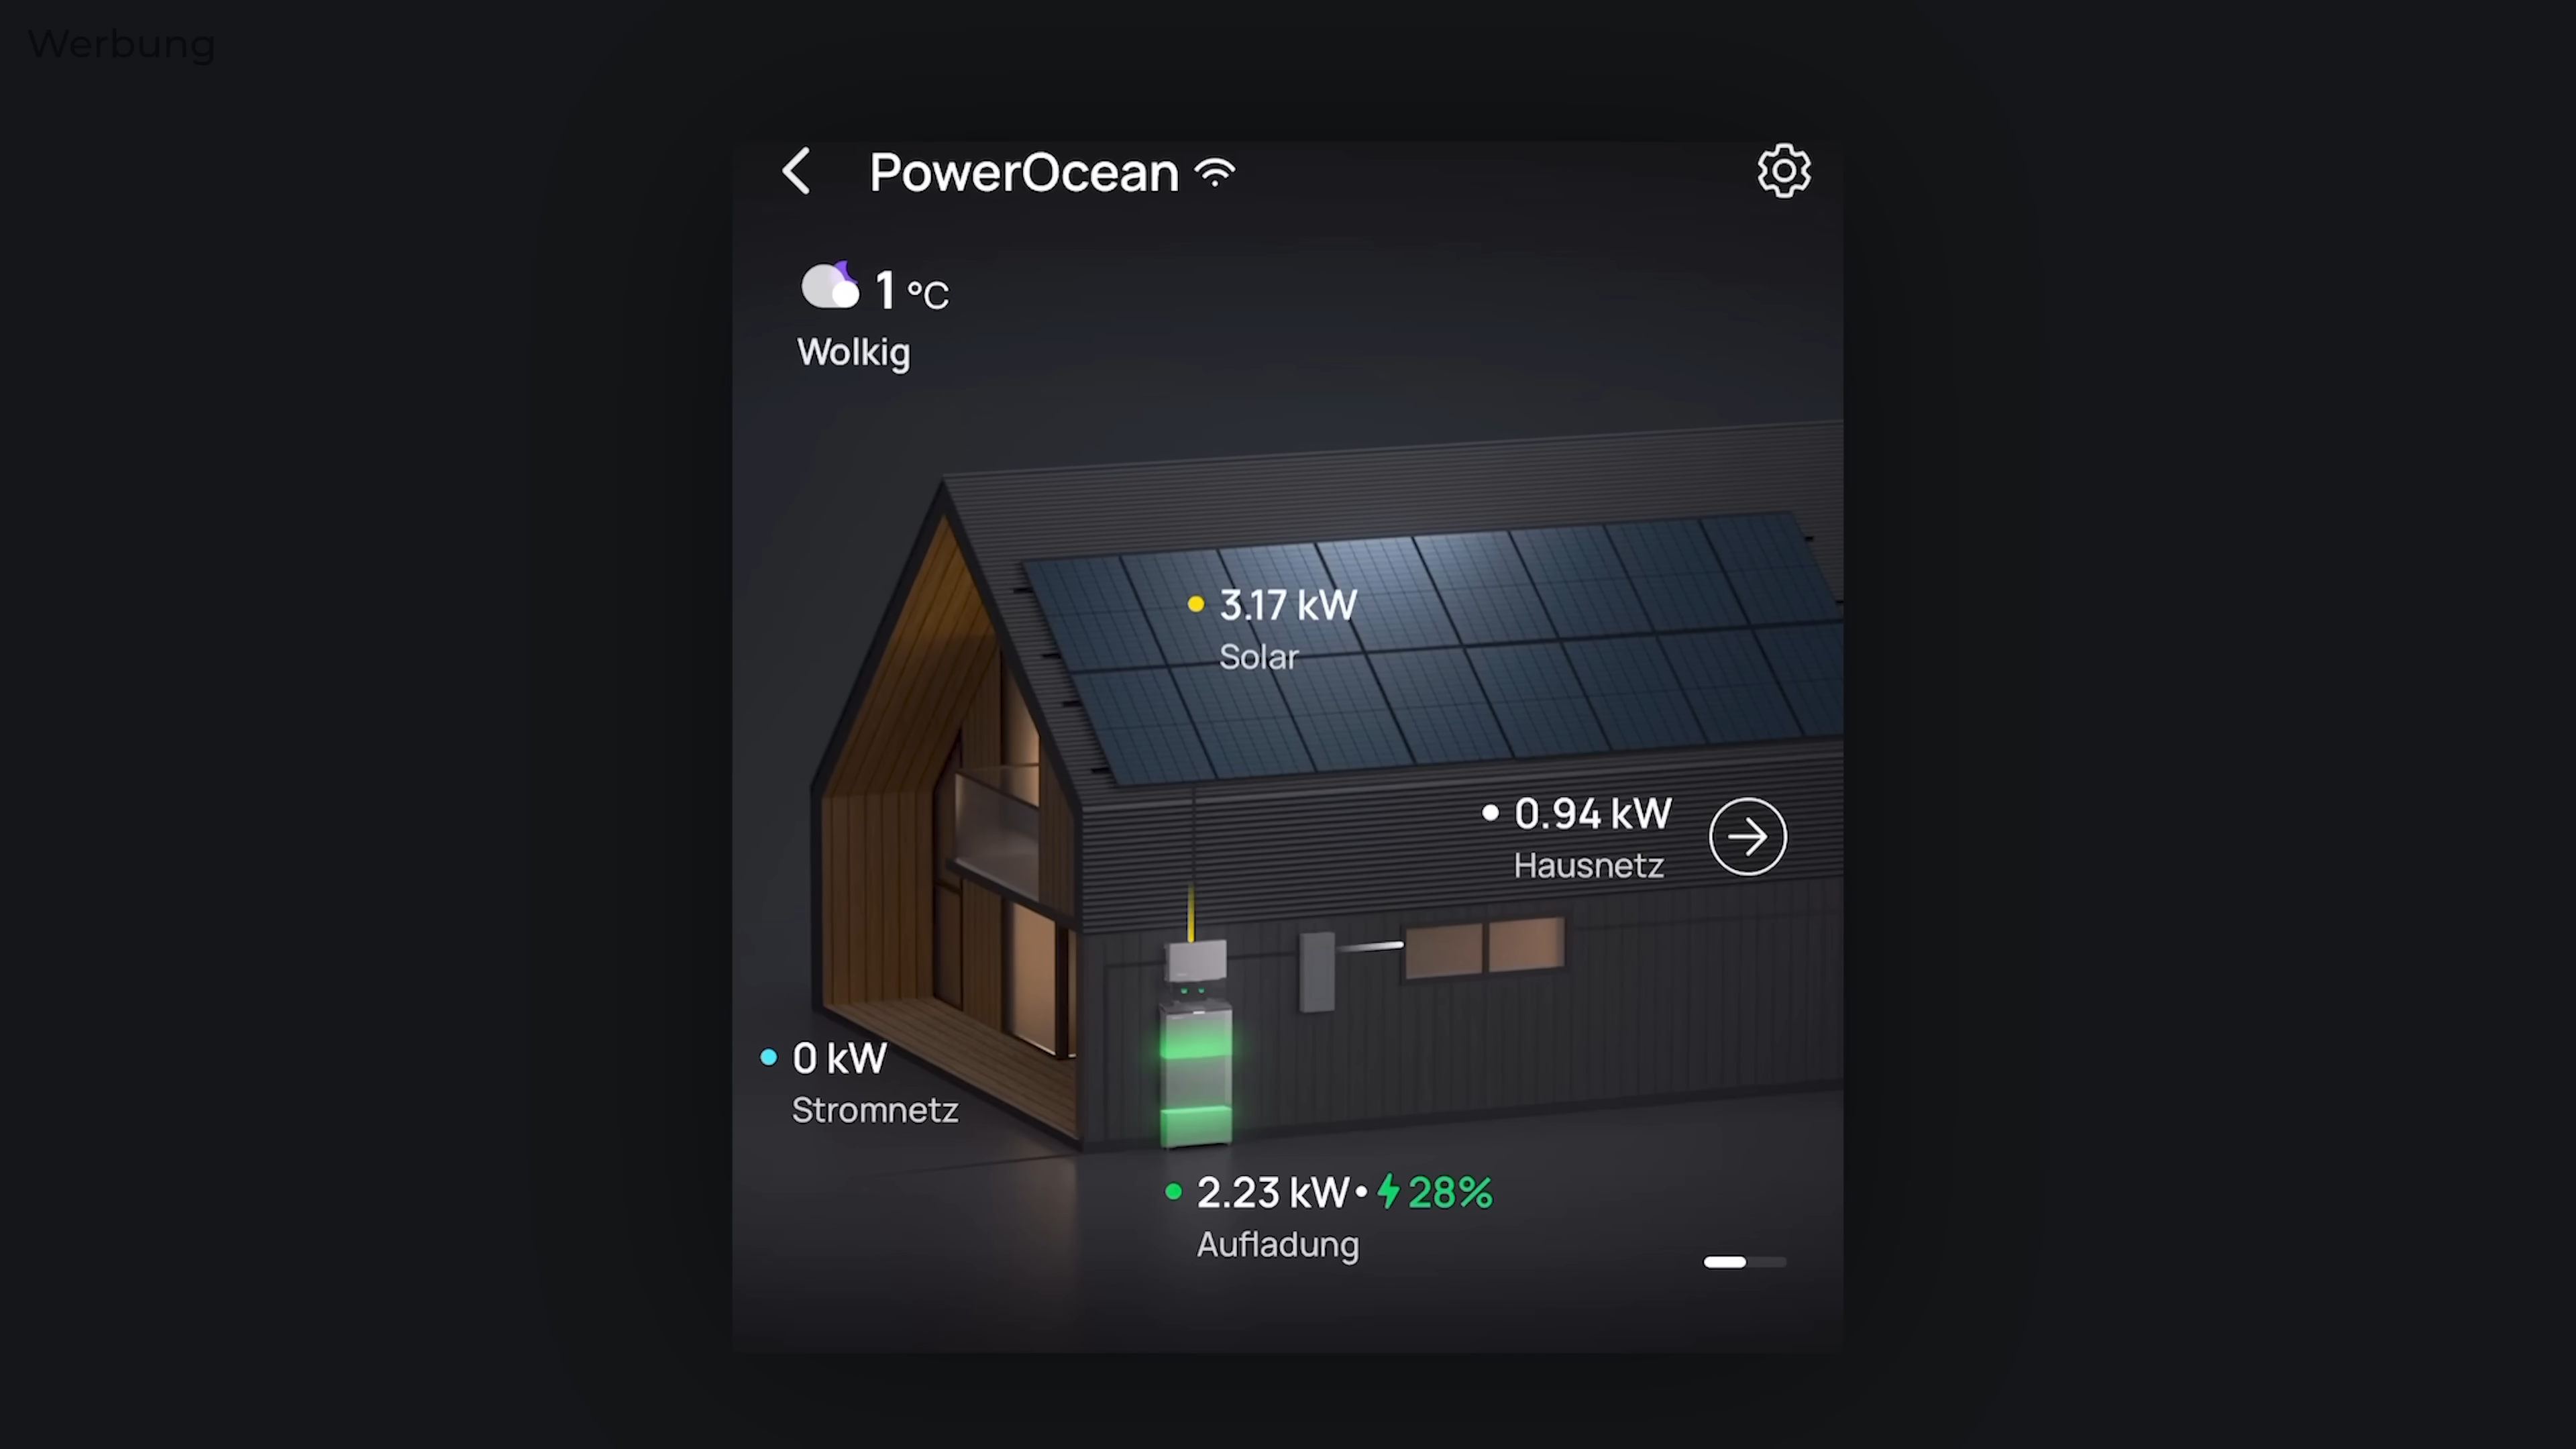 Werbung
PowerOcean
1 °C
Wolkig
3.17 kW
Solar
0.94 kW
Hausnetz
0 kW
Stromnetz
2.23 kW • 28%
Aufladung